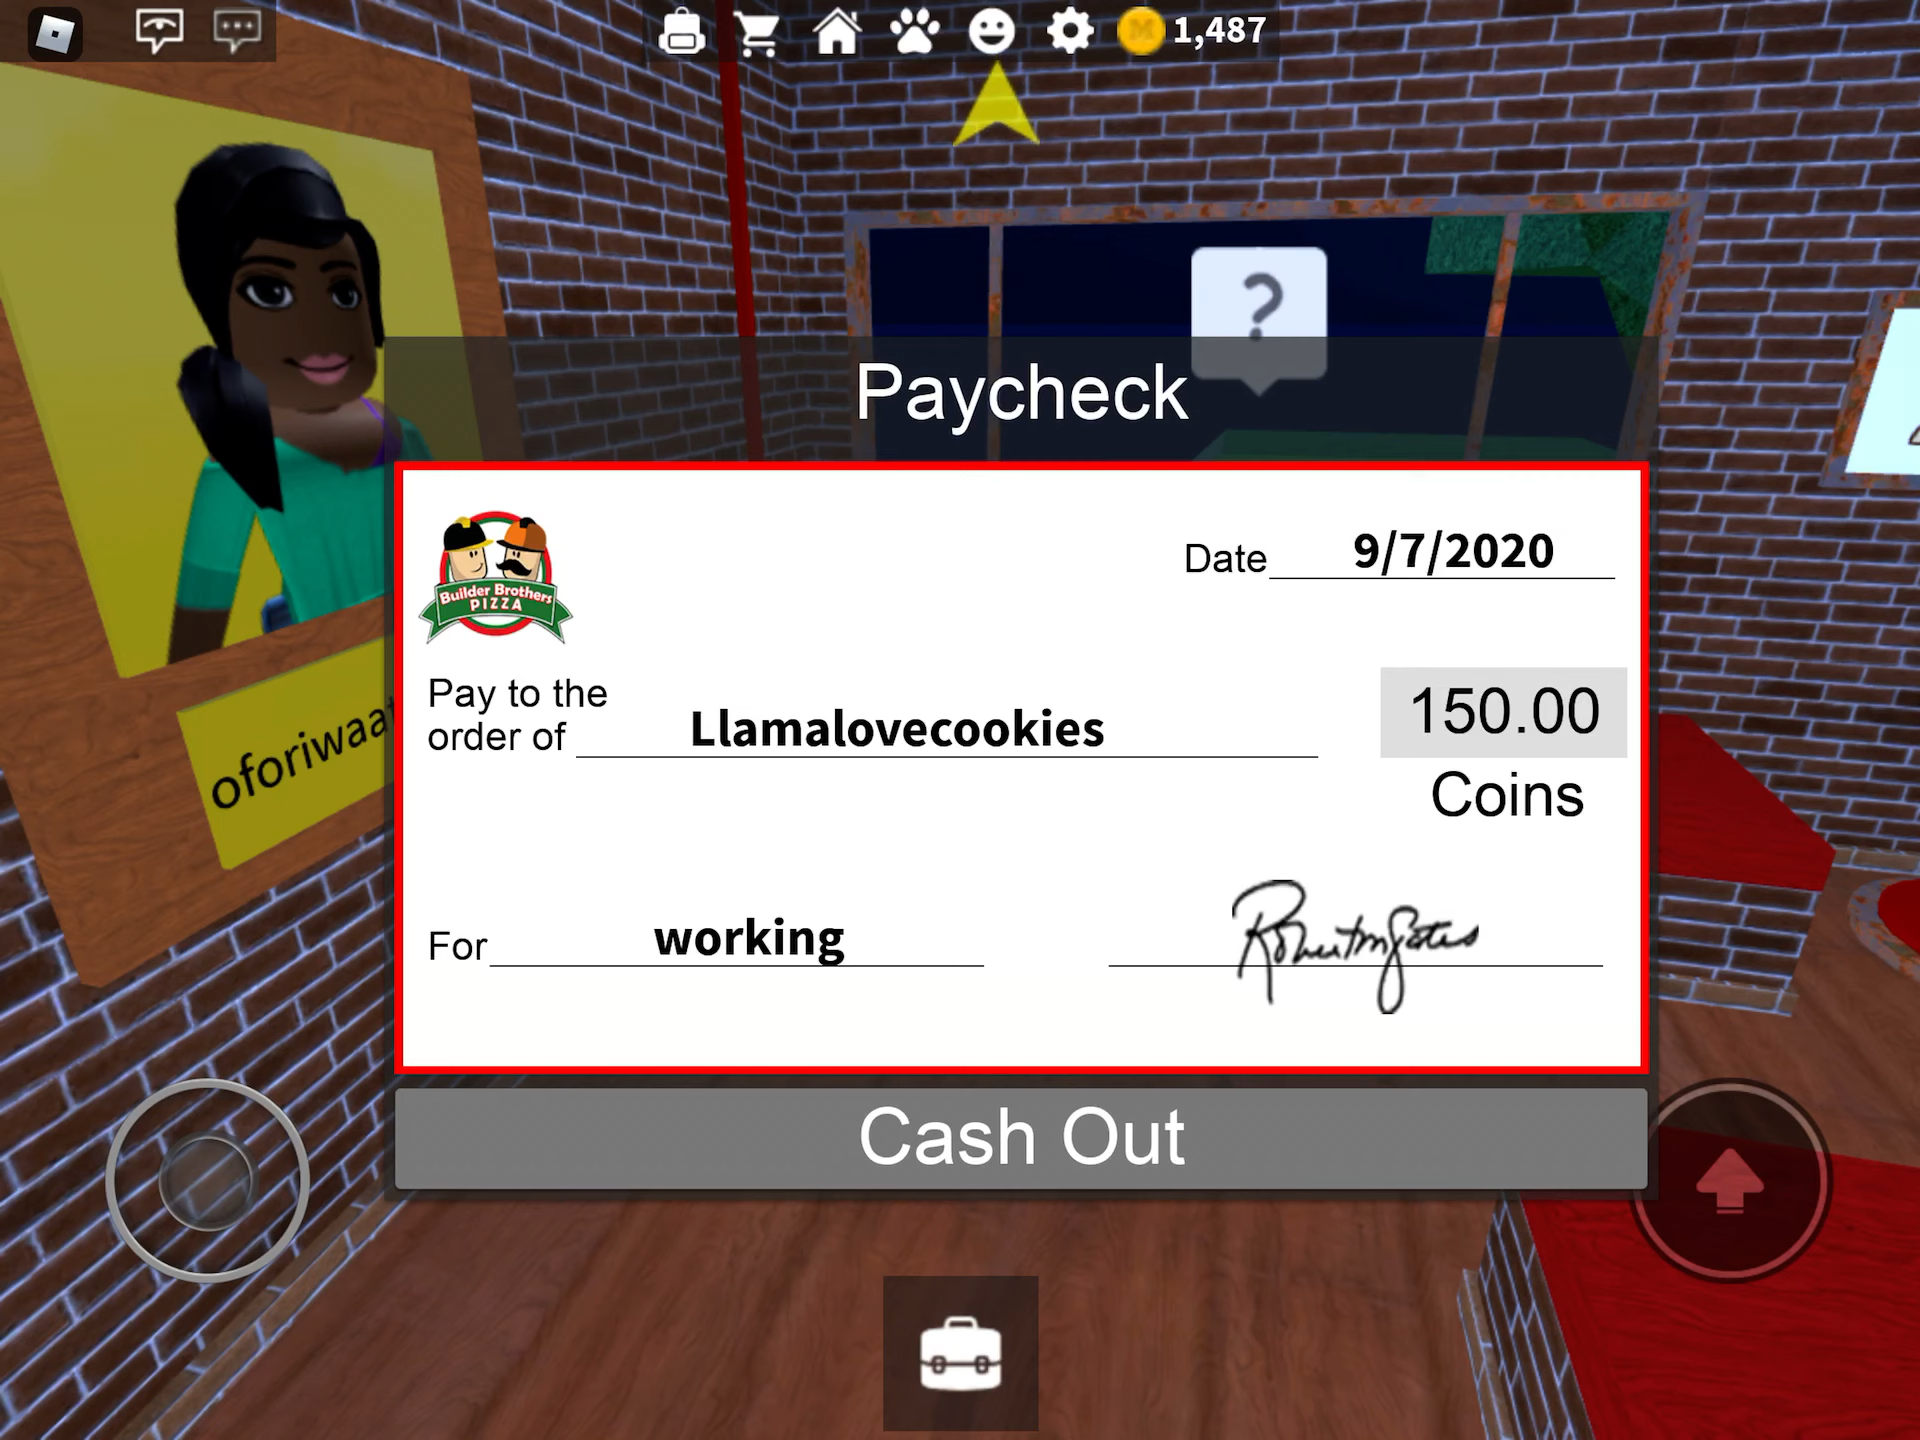 1,487
?
Paycheck
Builder Brothers
PIZZA
Date 9/7/2020
Pay to the
order of Llamalovecookies
150.00
Coins
For working
Cash Out